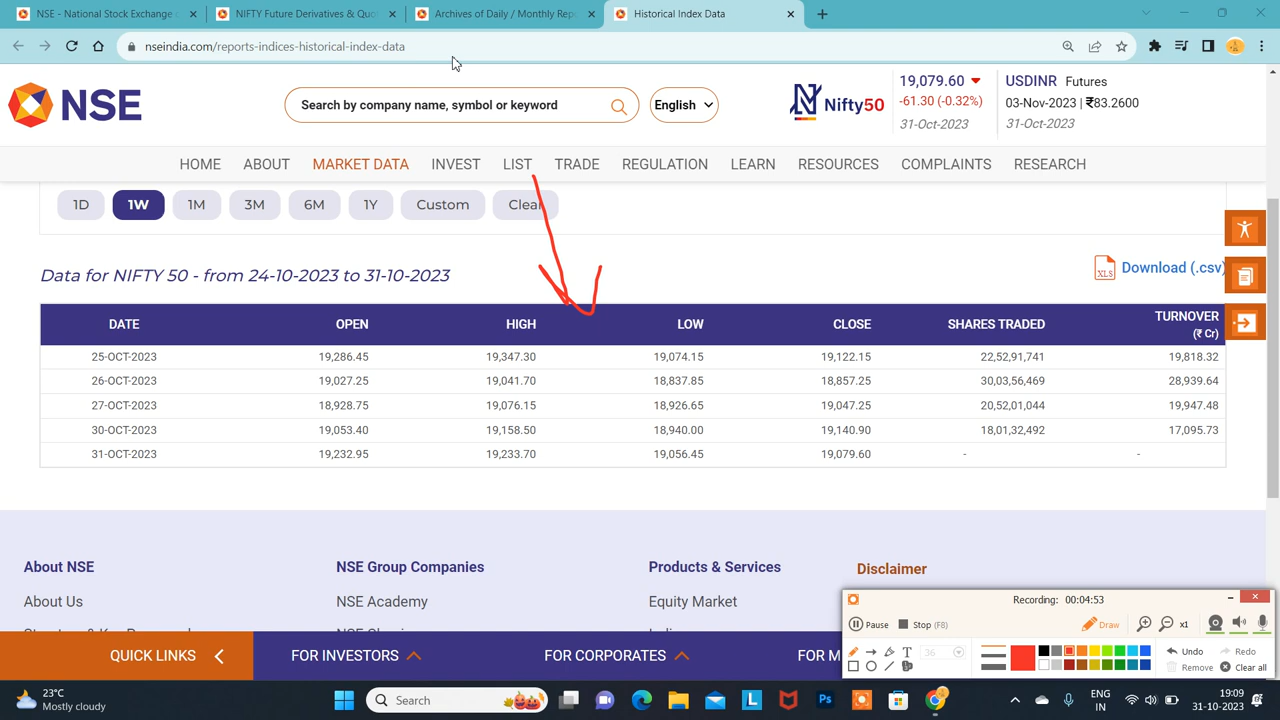 NSE - National Stock Exchange o
NIFTY Future Derivatives & Quo
Archives of Daily / Monthly Rep
Historical Index Data
nseindia.com/reports-indices-historical-index-data
NSE
Search by company name, symbol or keyword
English
Nifty50
19,079.60
-61.30 (-0.32%)
31-Oct-2023
USDINR Futures
03-Nov-2023 | ₹83.2600
31-Oct-2023
HOME ABOUT MARKET DATA INVEST LIST TRADE REGULATION LEARN RESOURCES COMPLAINTS RESEARCH
1D 1W 1M 3M 6M 1Y Custom Clear
Data for NIFTY 50 - from 24-10-2023 to 31-10-2023
XLS Download (.csv)
DATE OPEN HIGH LOW CLOSE SHARES TRADED TURNOVER (₹ Cr)
25-OCT-2023 19,286.45 19,347.30 19,074.15 19,122.15 22,52,91,741 19,818.32
26-OCT-2023 19,027.25 19,041.70 18,837.85 18,857.25 30,03,56,469 28,939.64
27-OCT-2023 18,928.75 19,076.15 18,926.65 19,047.25 20,52,01,044 19,947.48
30-OCT-2023 19,053.40 19,158.50 18,940.00 19,140.90 18,01,32,492 17,095.73
31-OCT-2023 19,232.95 19,233.70 19,056.45 19,079.60 - -
About NSE NSE Group Companies Products & Services Disclaimer
About Us NSE Academy Equity Market
Recording: 00:04:53
Pause Stop (F8) Draw x1
T 36 Undo Redo
Remove Clear all
QUICK LINKS FOR INVESTORS FOR CORPORATES FOR M
23°C
Mostly cloudy
Search
L
Ps
ENG
IN
19:09
31-10-2023